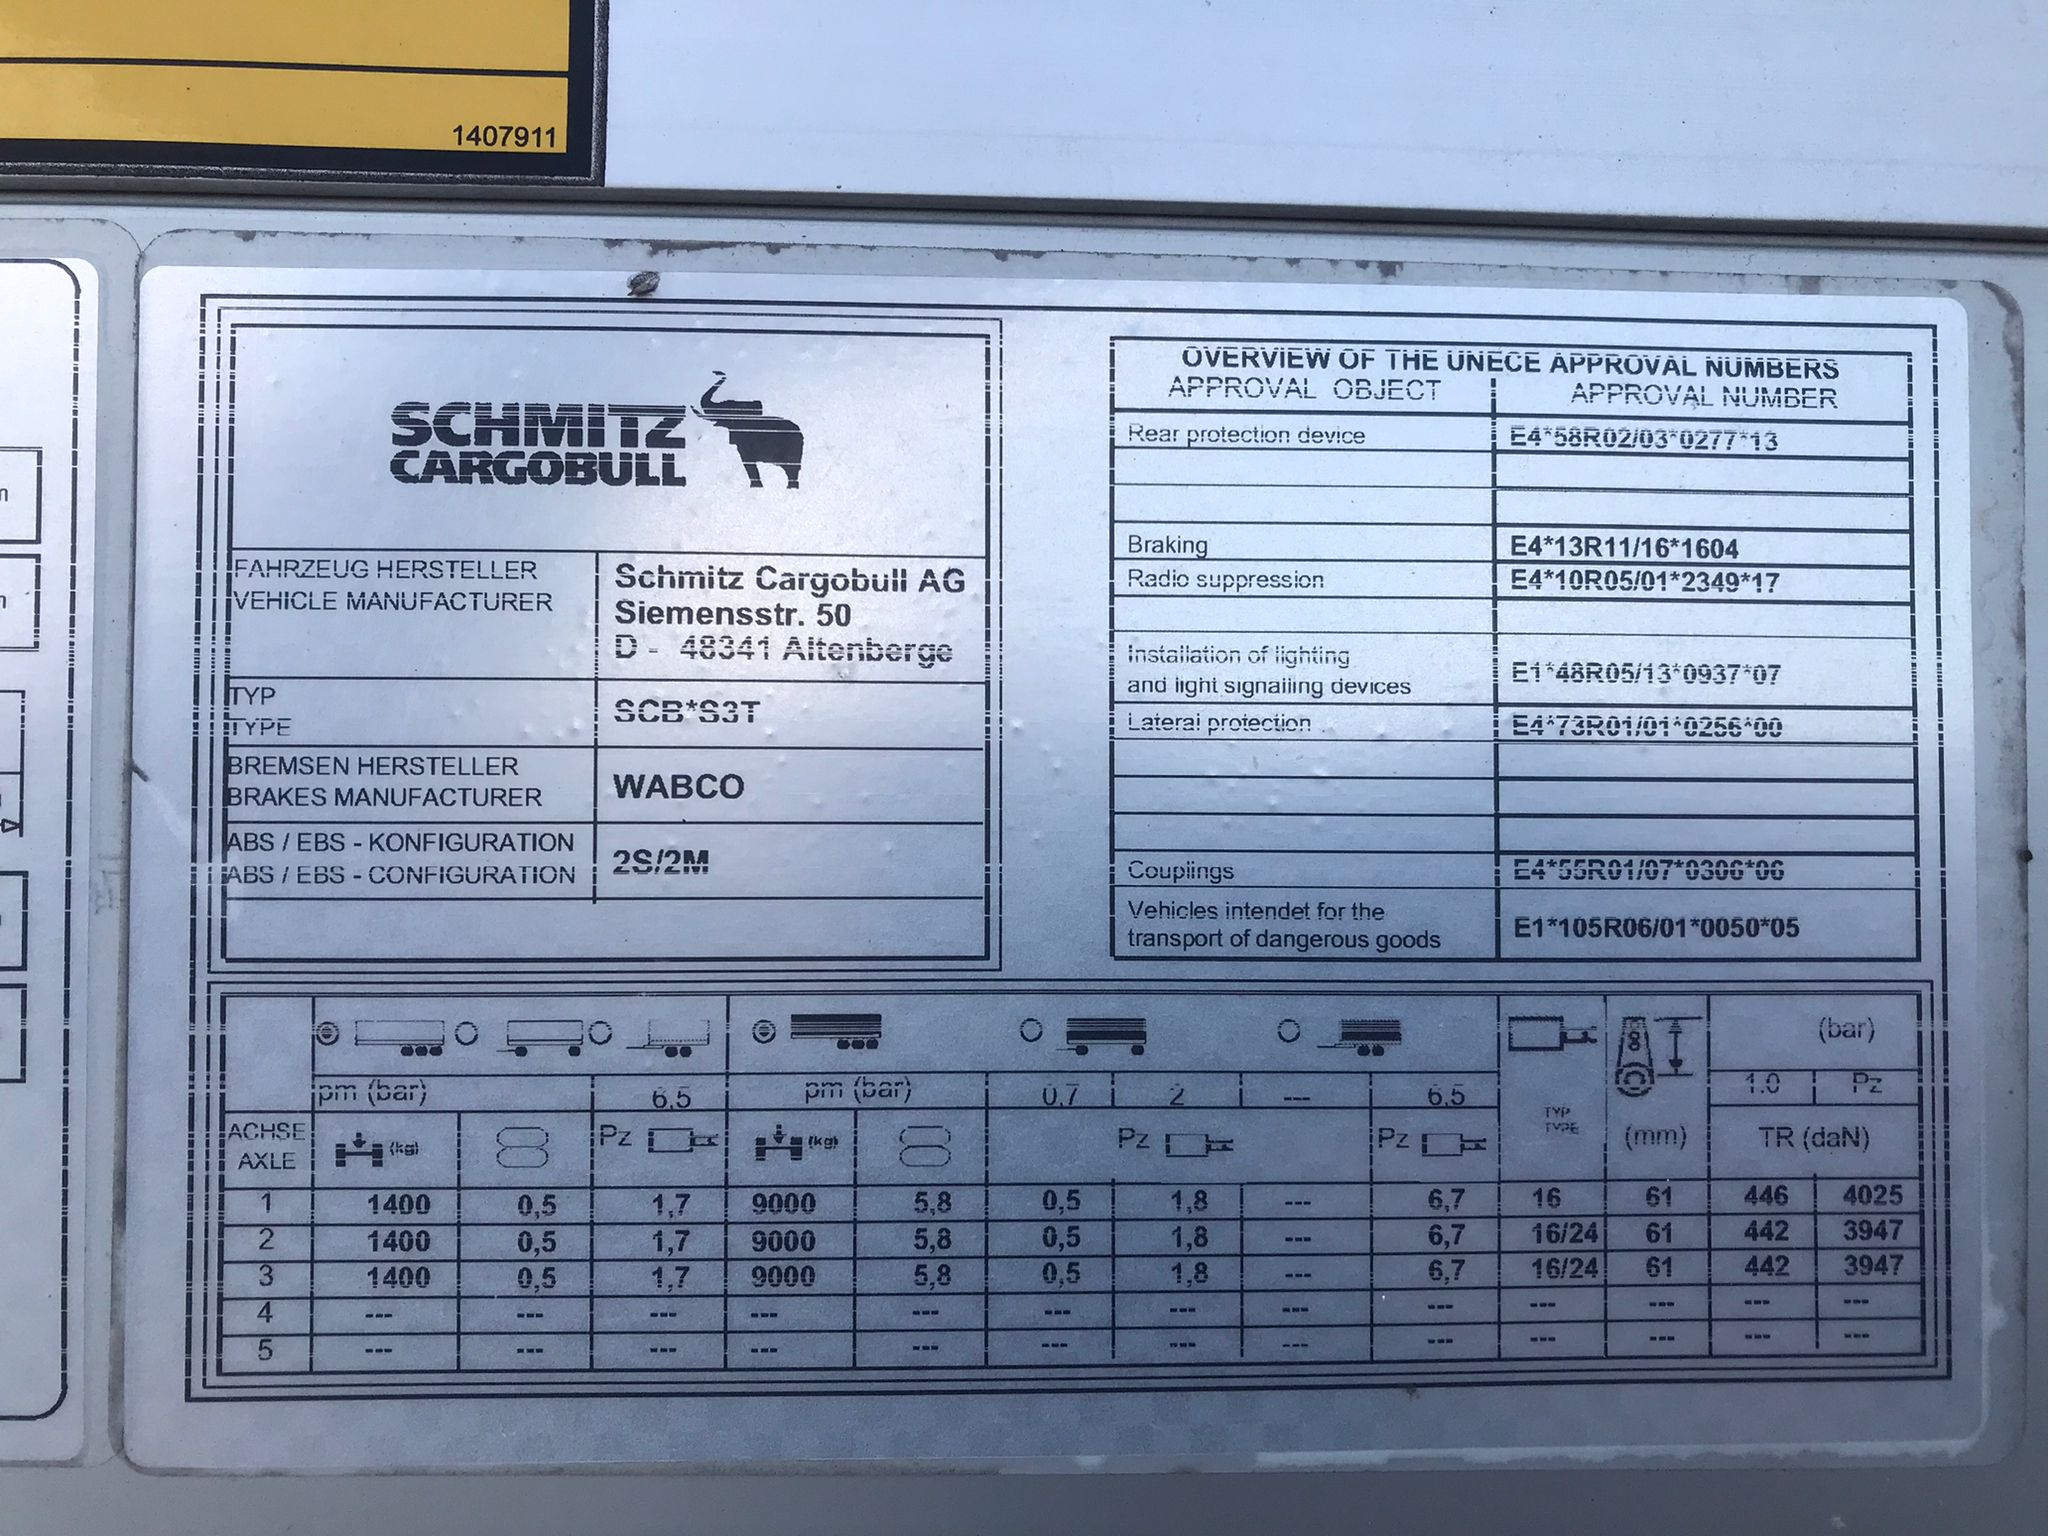 1407911
SCHMITZ
CARGOBULL
FAHRZEUG HERSTELLER
VEHICLE MANUFACTURER
Schmitz Cargobull AG
Siemensstr. 50
D - 48341 Altenberge
TYP
TYPE
SCB*S3T
BREMSEN HERSTELLER
BRAKES MANUFACTURER
WABCO
ABS / EBS - KONFIGURATION
ABS / EBS - CONFIGURATION
2S/2M
OVERVIEW OF THE UNECE APPROVAL NUMBERS
APPROVAL OBJECT APPROVAL NUMBER
Rear protection device E4*58R02/03*0277*13
Braking E4*13R11/16*1604
Radio suppression E4*10R05/01*2349*17
Installation of lighting
and light signalling devices E1*48R05/13*0937*07
Lateral protection E4*73R01/01*0256*00
Couplings E4*55R01/07*0306*06
Vehicles intendet for the
transport of dangerous goods E1*105R06/01*0050*05
(bar)
pm (bar) 6,5 pm (bar) 0,7 2 --- 6,5 1.0 Pz
TYP
TYPE
ACHSE
AXLE
(kg) Pz (kg) Pz Pz (mm) TR (daN)
1 1400 0,5 1,7 9000 5,8 0,5 1,8 --- 6,7 16 61 446 4025
2 1400 0,5 1,7 9000 5,8 0,5 1,8 --- 6,7 16/24 61 442 3947
3 1400 0,5 1,7 9000 5,8 0,5 1,8 --- 6,7 16/24 61 442 3947
4 --- --- --- --- --- --- --- --- --- --- --- --- ---
5 --- --- --- --- --- --- --- --- --- --- --- --- ---